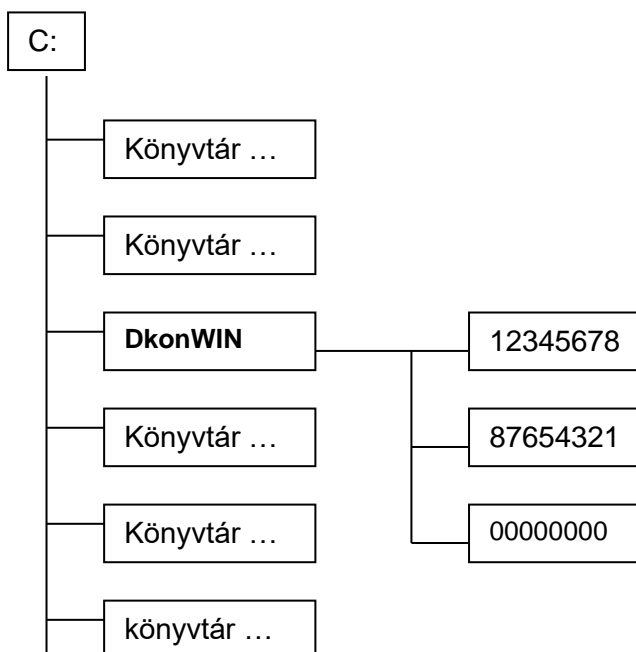 C:
Könyvtár …
Könyvtár …
DkonWIN
12345678
Könyvtár …
87654321
Könyvtár …
00000000
könyvtár …